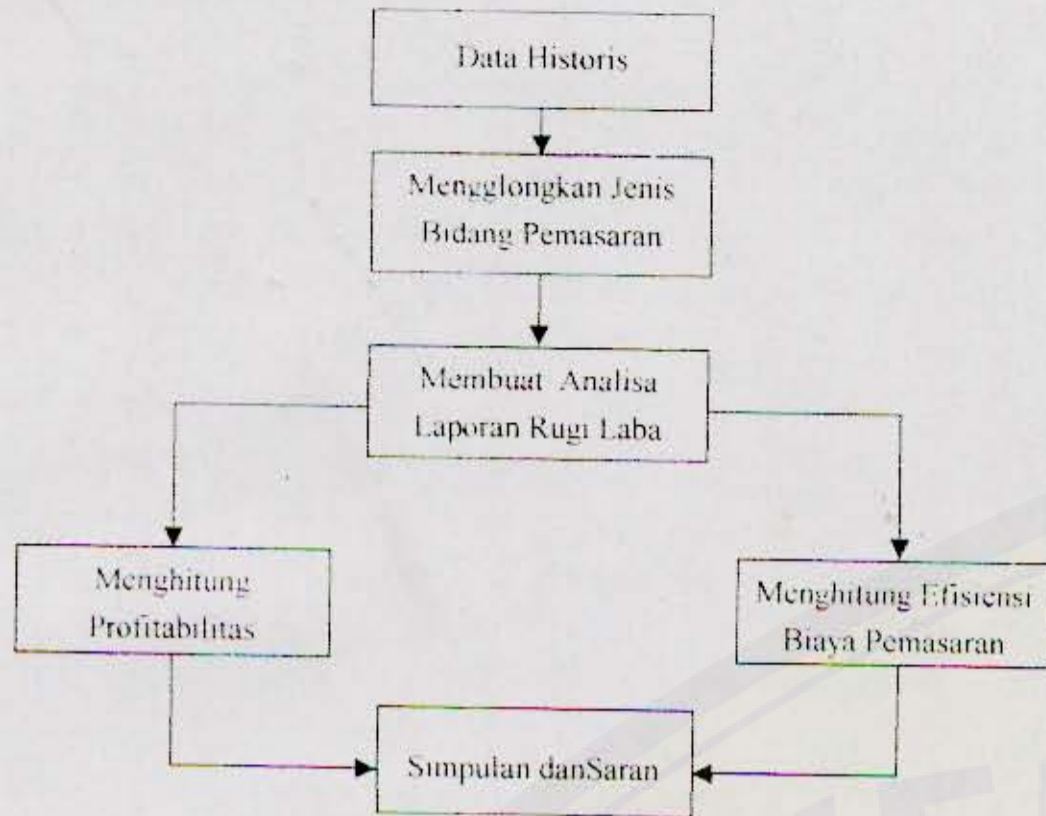 Data Historis
Mengglongkan Jenis
Bidang Pemasaran
Membuat Analisa
Laporan Rugi Laba
Menghitung
Profitabilitas
Menghitung Efisiensi
Biaya Pemasaran
Simpulan danSaran